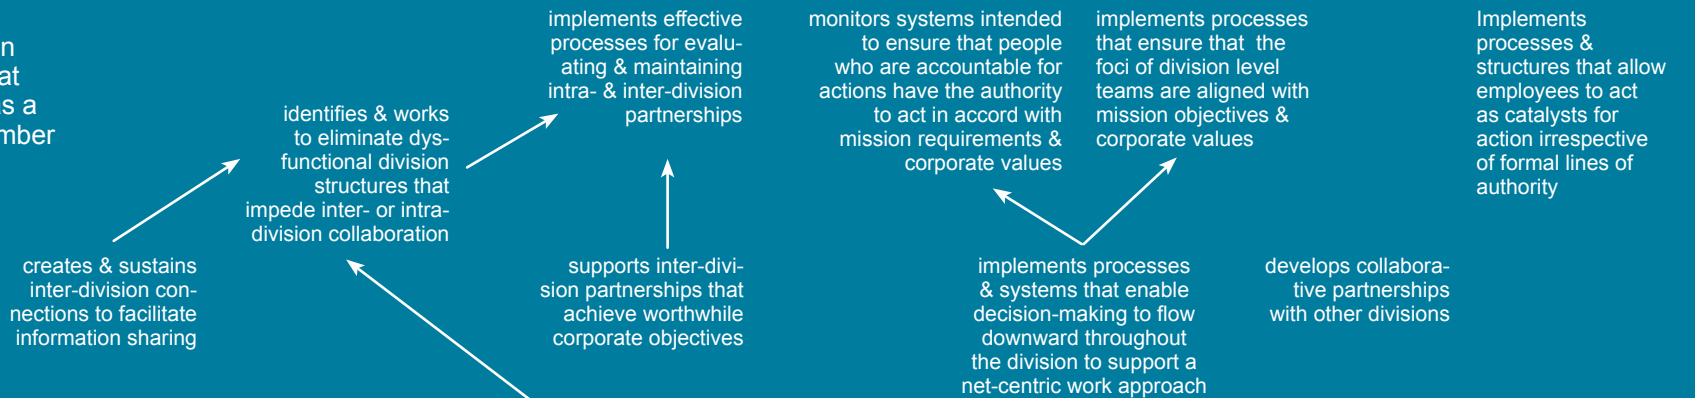 implements effective
processes for evalu-
ating & maintaining
intra- & inter-division
partnerships
monitors systems intended
to ensure that people
who are accountable for
actions have the authority
to act in accord with
mission requirements &
corporate values
implements processes
that ensure that the
foci of division level
teams are aligned with
mission objectives &
corporate values
Implements
processes &
structures that allow
employees to act
as catalysts for
action irrespective
of formal lines of
authority
identifies & works
to eliminate dys-
functional division
structures that
impede inter- or intra-
division collaboration
creates & sustains
inter-division con-
nections to facilitate
information sharing
supports inter-divi-
sion partnerships that
achieve worthwhile
corporate objectives
implements processes
& systems that enable
decision-making to flow
downward throughout
the division to support a
net-centric work approach
develops collabora-
tive partnerships
with other divisions